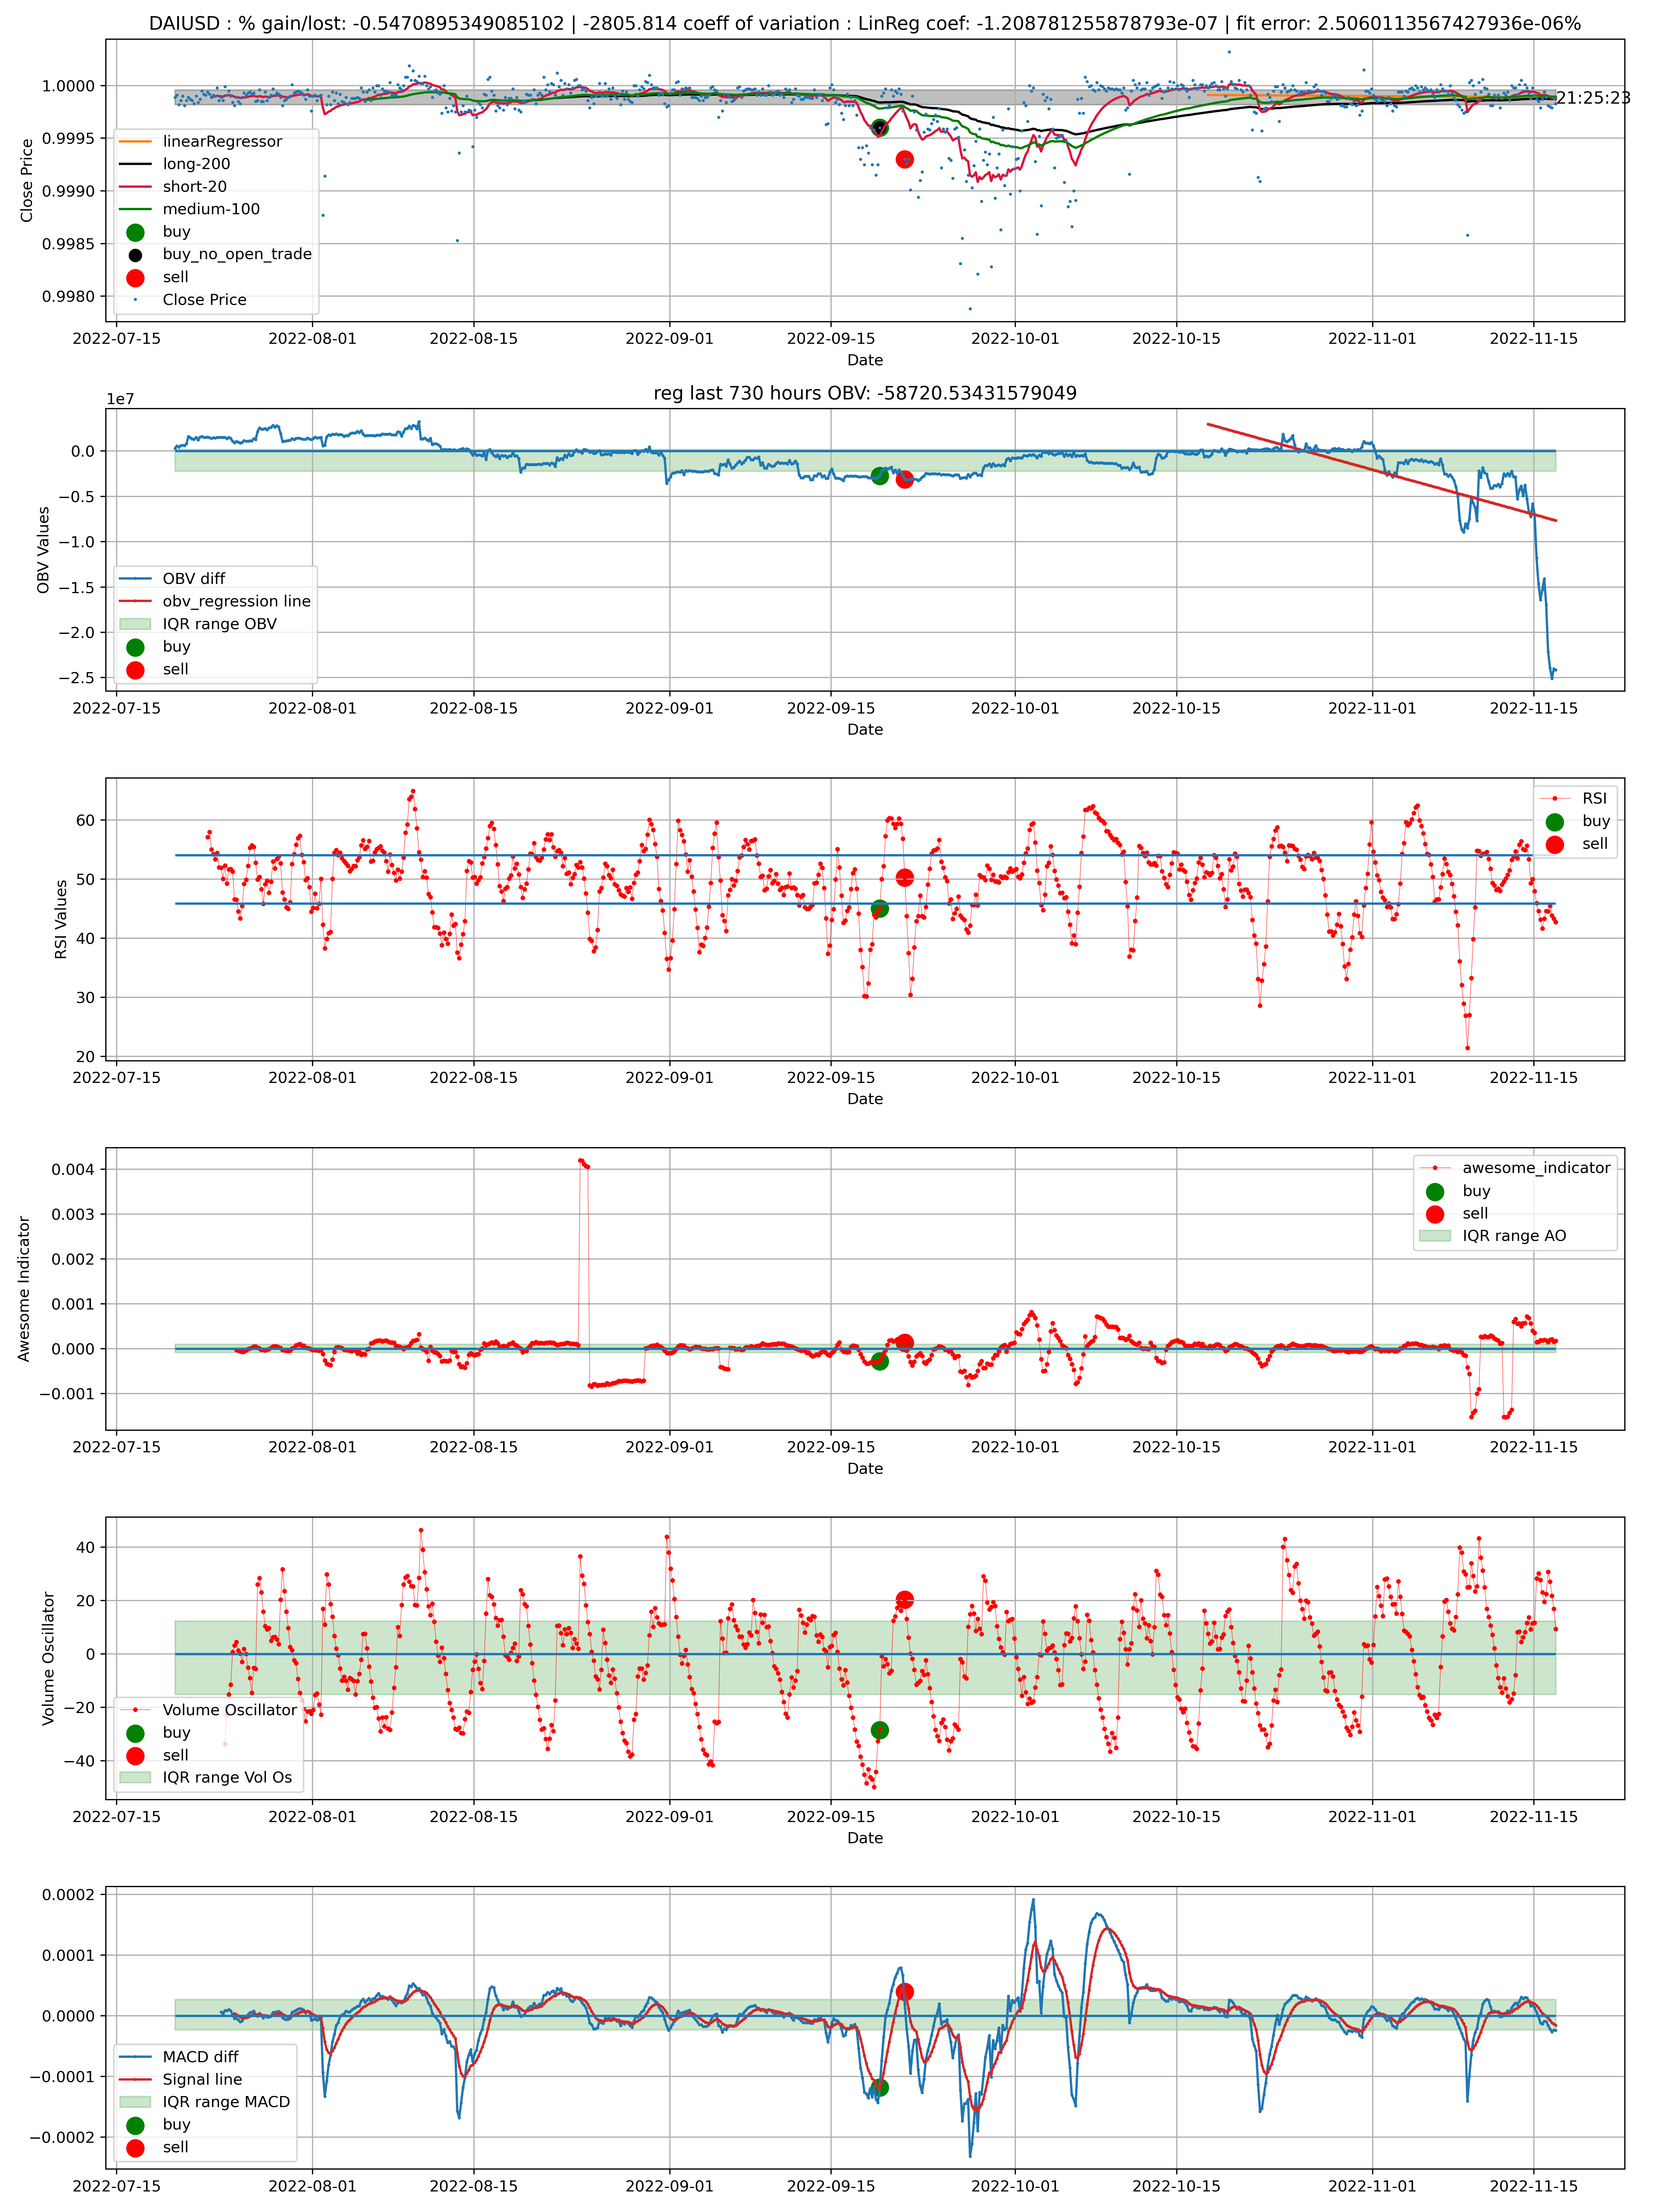 DAIUSD : % gain/lost: -0.5470895349085102 | -2805.814 coeff of variation : LinReg coef: -1.208781255878793e-07 | fit error: 2.5060113567427936e-06%
1.0000
0.9995
0.9990
0.9985
0.9980
Close Price
21:25:23
linearRegressor
long-200
short-20
medium-100
buy
buy_no_open_trade
sell
Close Price
2022-07-15 2022-08-01 2022-08-15 2022-09-01 2022-09-15 2022-10-01 2022-10-15 2022-11-01 2022-11-15
Date
reg last 730 hours OBV: -58720.53431579049
1e7
0.0
−0.5
−1.0
−1.5
−2.0
−2.5
OBV Values
OBV diff
obv_regression line
IQR range OBV
buy
sell
2022-07-15 2022-08-01 2022-08-15 2022-09-01 2022-09-15 2022-10-01 2022-10-15 2022-11-01 2022-11-15
Date
60
50
40
30
20
RSI Values
RSI
buy
sell
2022-07-15 2022-08-01 2022-08-15 2022-09-01 2022-09-15 2022-10-01 2022-10-15 2022-11-01 2022-11-15
Date
0.004
0.003
0.002
0.001
0.000
−0.001
Awesome Indicator
awesome_indicator
buy
sell
IQR range AO
2022-07-15 2022-08-01 2022-08-15 2022-09-01 2022-09-15 2022-10-01 2022-10-15 2022-11-01 2022-11-15
Date
40
20
0
−20
−40
Volume Oscillator
Volume Oscillator
buy
sell
IQR range Vol Os
2022-07-15 2022-08-01 2022-08-15 2022-09-01 2022-09-15 2022-10-01 2022-10-15 2022-11-01 2022-11-15
Date
0.0002
0.0001
0.0000
−0.0001
−0.0002
MACD diff
Signal line
IQR range MACD
buy
sell
2022-07-15 2022-08-01 2022-08-15 2022-09-01 2022-09-15 2022-10-01 2022-10-15 2022-11-01 2022-11-15